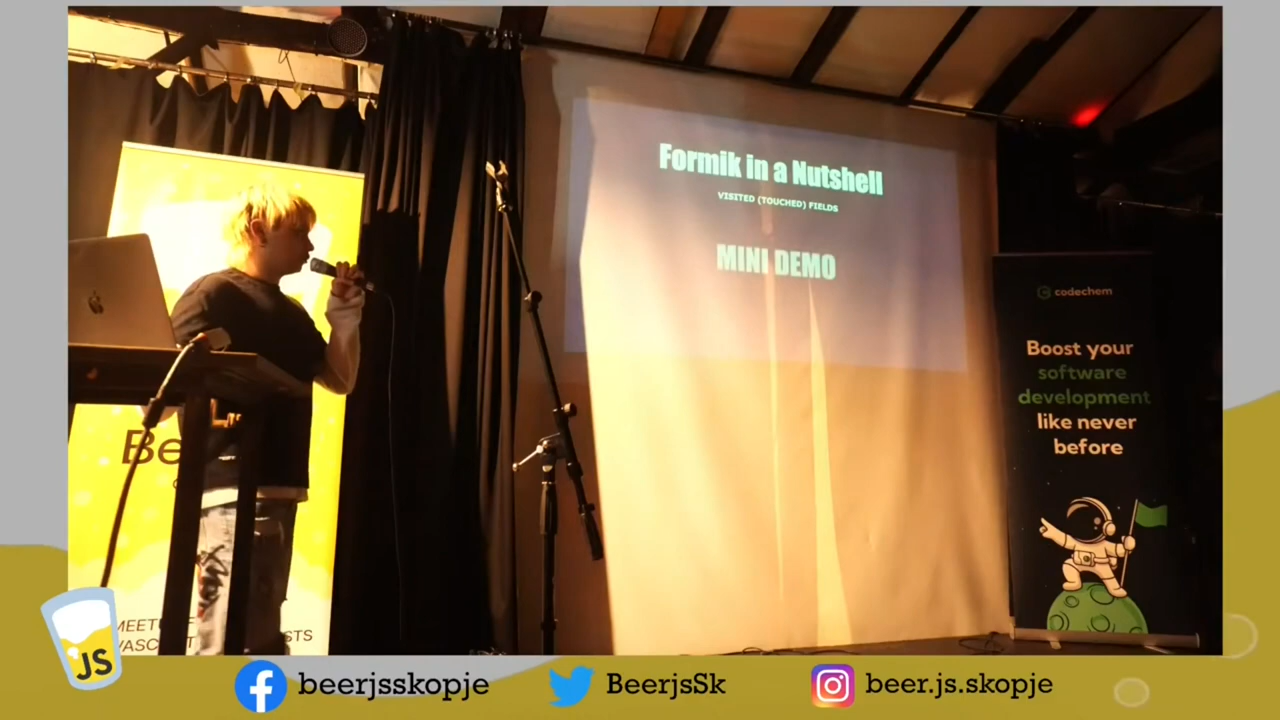 Formik in a Nutshell
VISITED (TOUCHED) FIELDS
MINI DEMO
codechem
Boost your
software
development
like never
before
Be
JS
beerjsskopje
BeerjsSk
beer.js.skopje